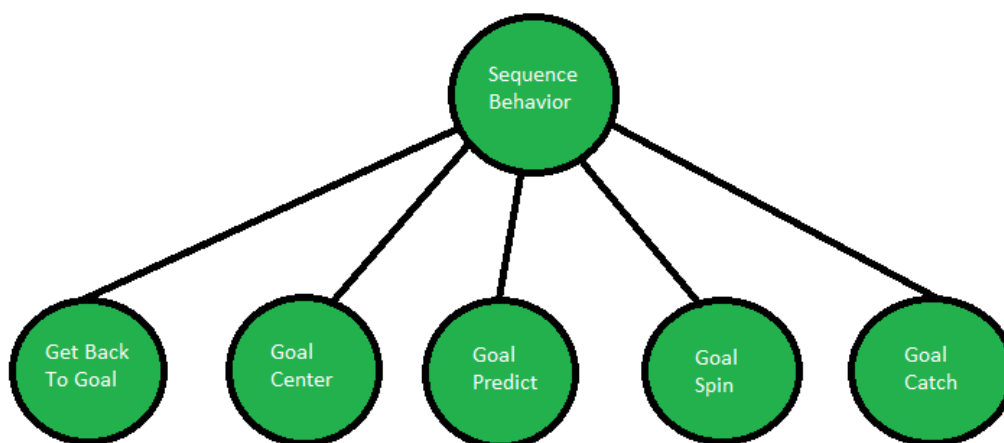 Sequence
Behavior
Get Back
To Goal
Goal
Center
Goal
Predict
Goal
Spin
Goal
Catch